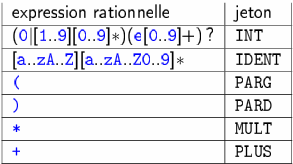 expression rationnelle jeton
(0|[1..9][0..9]*)(e[0..9]+)? INT
[a..zA..Z][a..zA..Z0..9]* IDENT
( PARG
) PARD
* MULT
+ PLUS